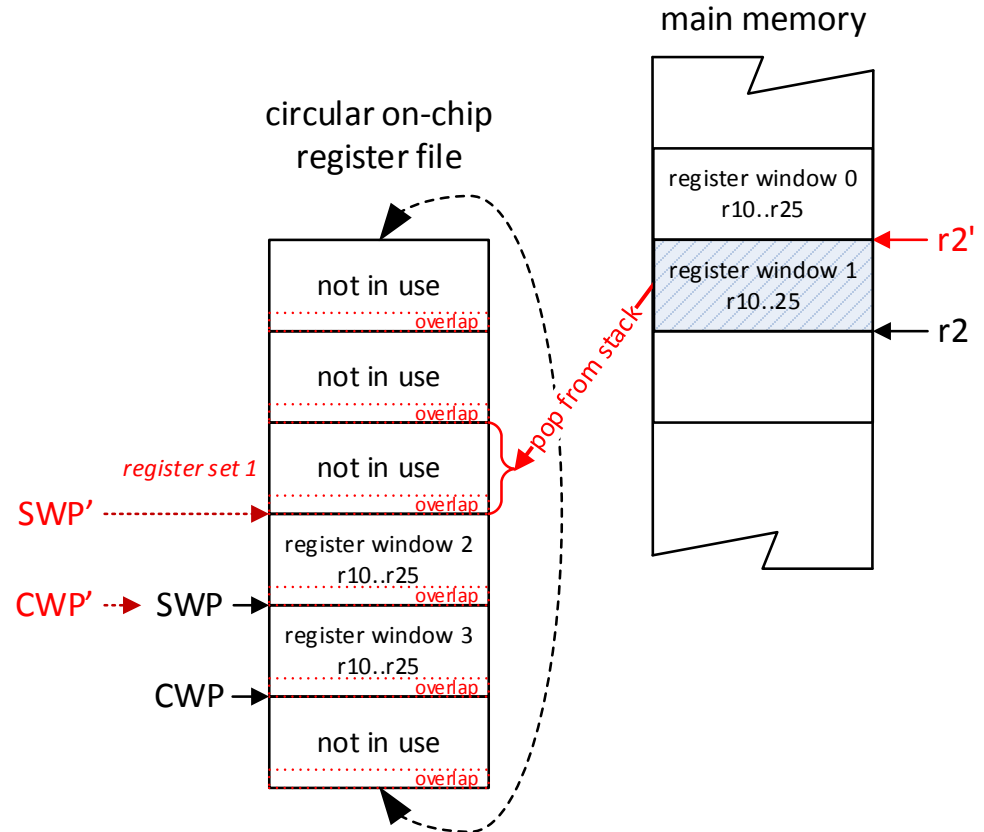 main memory
circular on-chip
register file
register window 0
r10..r25
r2'
register window 1
r10..25
r2
pop from stack
not in use
overlap
not in use
overlap
register set 1
not in use
overlap
SWP’
register window 2
r10..r25
overlap
CWP’
SWP
register window 3
r10..r25
overlap
CWP
not in use
overlap